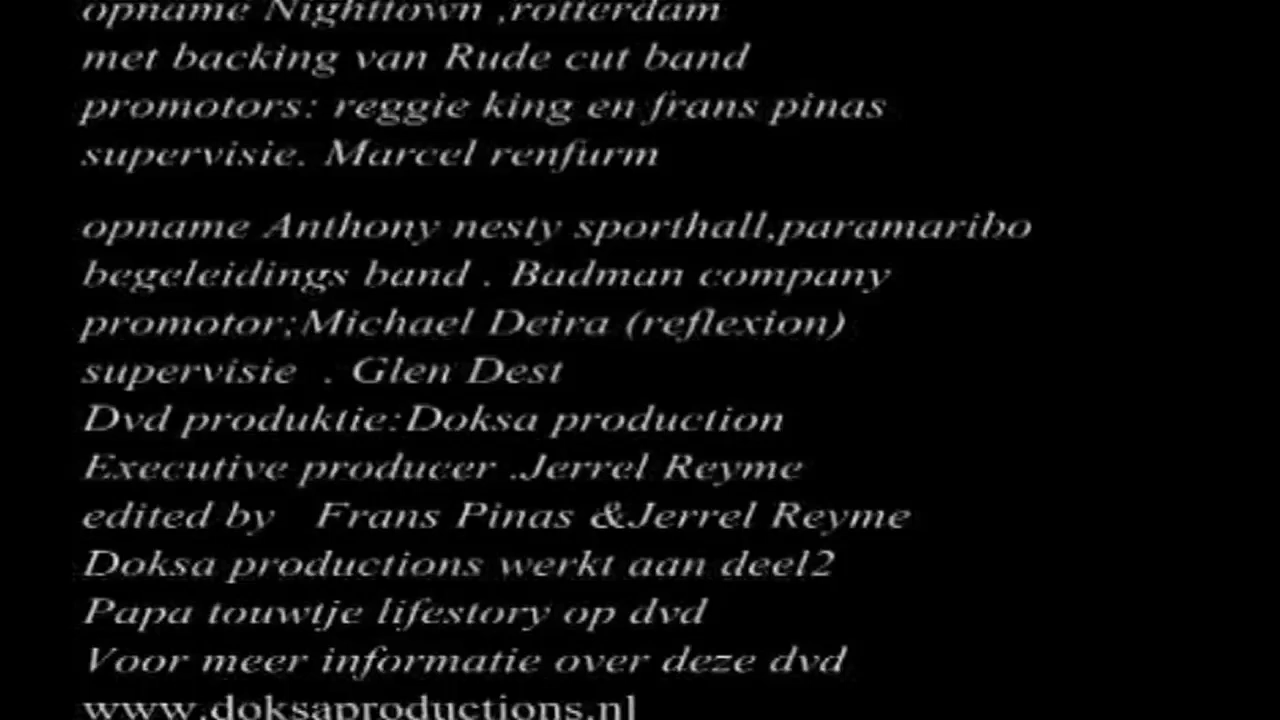 opname Nighttown ,rotterdam
met backing van Rude cut band
promotors: reggie king en frans pinas
supervisie. Marcel renfurm
opname Anthony nesty sporthall,paramaribo
begeleidings band . Badman company
promotor;Michael Deira (reflexion)
supervisie . Glen Dest
Dvd produktie:Doksa production
Executive producer .Jerrel Reyme
edited by Frans Pinas &Jerrel Reyme
Doksa productions werkt aan deel2
Papa touwtje lifestory op dvd
Voor meer informatie over deze dvd
www.doksaproductions.nl